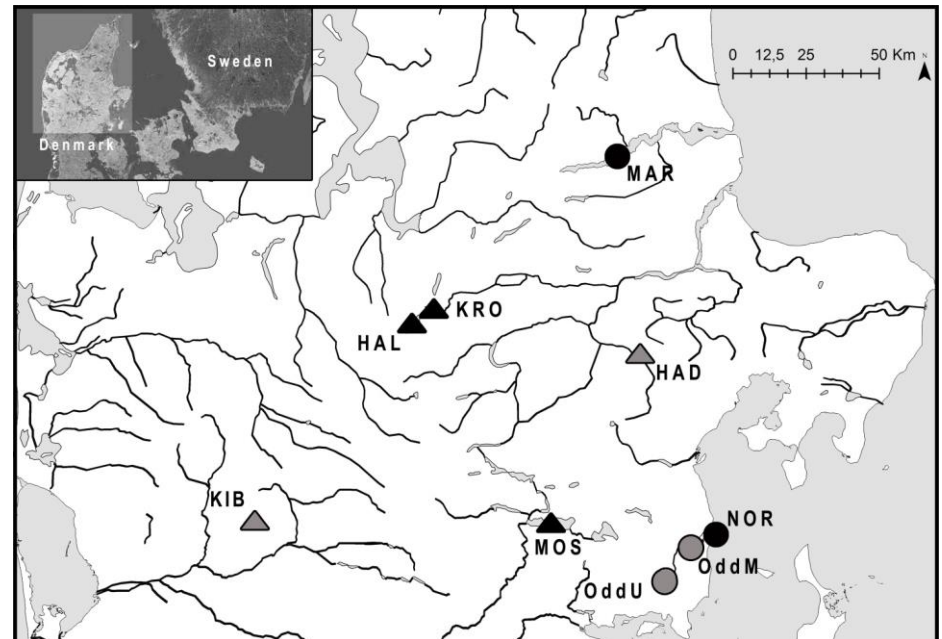 Sweden
Denmark
0 12,5 25 50 Km
N
MAR
KRO
HAL
HAD
KIB
MOS
NOR
OddM
OddU